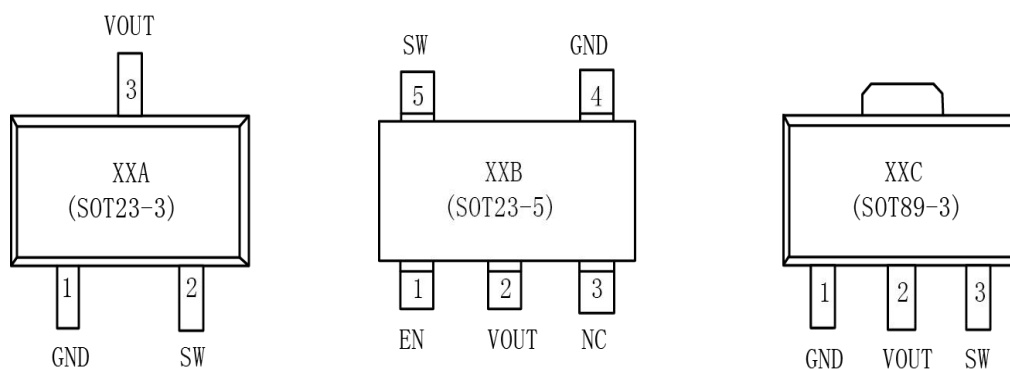 VOUT
3
XXA
(SOT23-3)
1
2
GND
SW
SW
GND
5
4
XXB
(SOT23-5)
1
2
3
EN
VOUT
NC
XXC
(SOT89-3)
1
2
3
GND
VOUT
SW